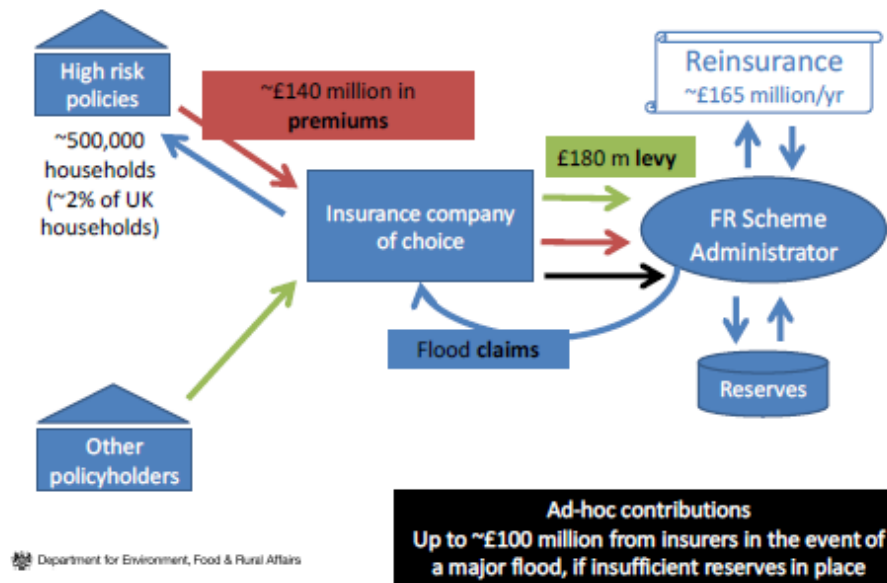 High risk
policies
~500,000
households
(~2% of UK
households)
~£140 million in
premiums
Reinsurance
~£165 million/yr
£180 m levy
Insurance company
of choice
FR Scheme
Administrator
Flood claims
Reserves
Other
policyholders
Ad-hoc contributions
Up to ~£100 million from insurers in the event of
a major flood, if insufficient reserves in place
Department for Environment, Food & Rural Affairs